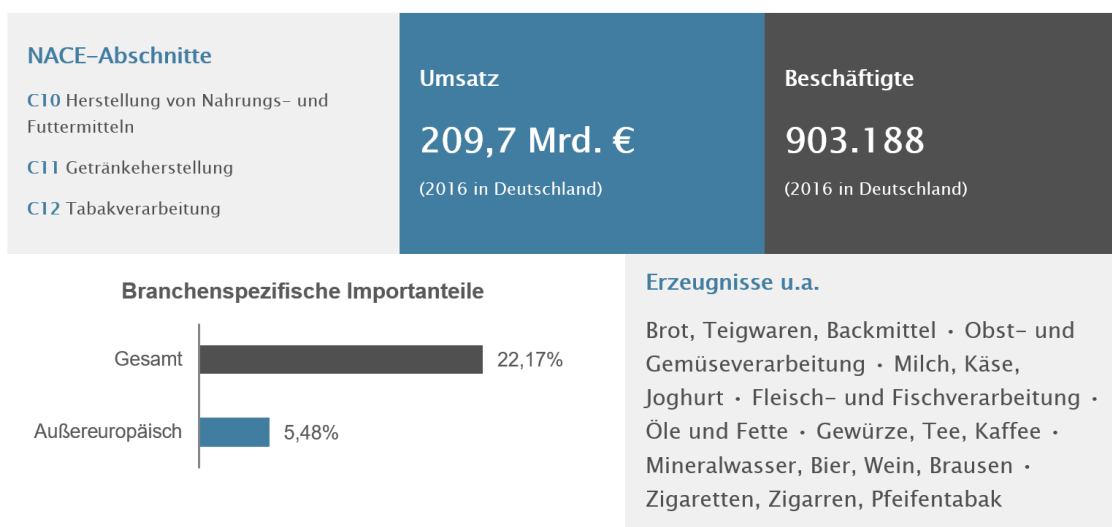 NACE-Abschnitte
C10 Herstellung von Nahrungs- und
Futtermitteln
C11 Getränkeherstellung
C12 Tabakverarbeitung
Umsatz
209,7 Mrd. €
(2016 in Deutschland)
Beschäftigte
903.188
(2016 in Deutschland)
Branchenspezifische Importanteile
Gesamt 22,17%
Außereuropäisch 5,48%
Erzeugnisse u.a.
Brot, Teigwaren, Backmittel · Obst- und
Gemüseverarbeitung · Milch, Käse,
Joghurt · Fleisch- und Fischverarbeitung ·
Öle und Fette · Gewürze, Tee, Kaffee ·
Mineralwasser, Bier, Wein, Brausen ·
Zigaretten, Zigarren, Pfeifentabak